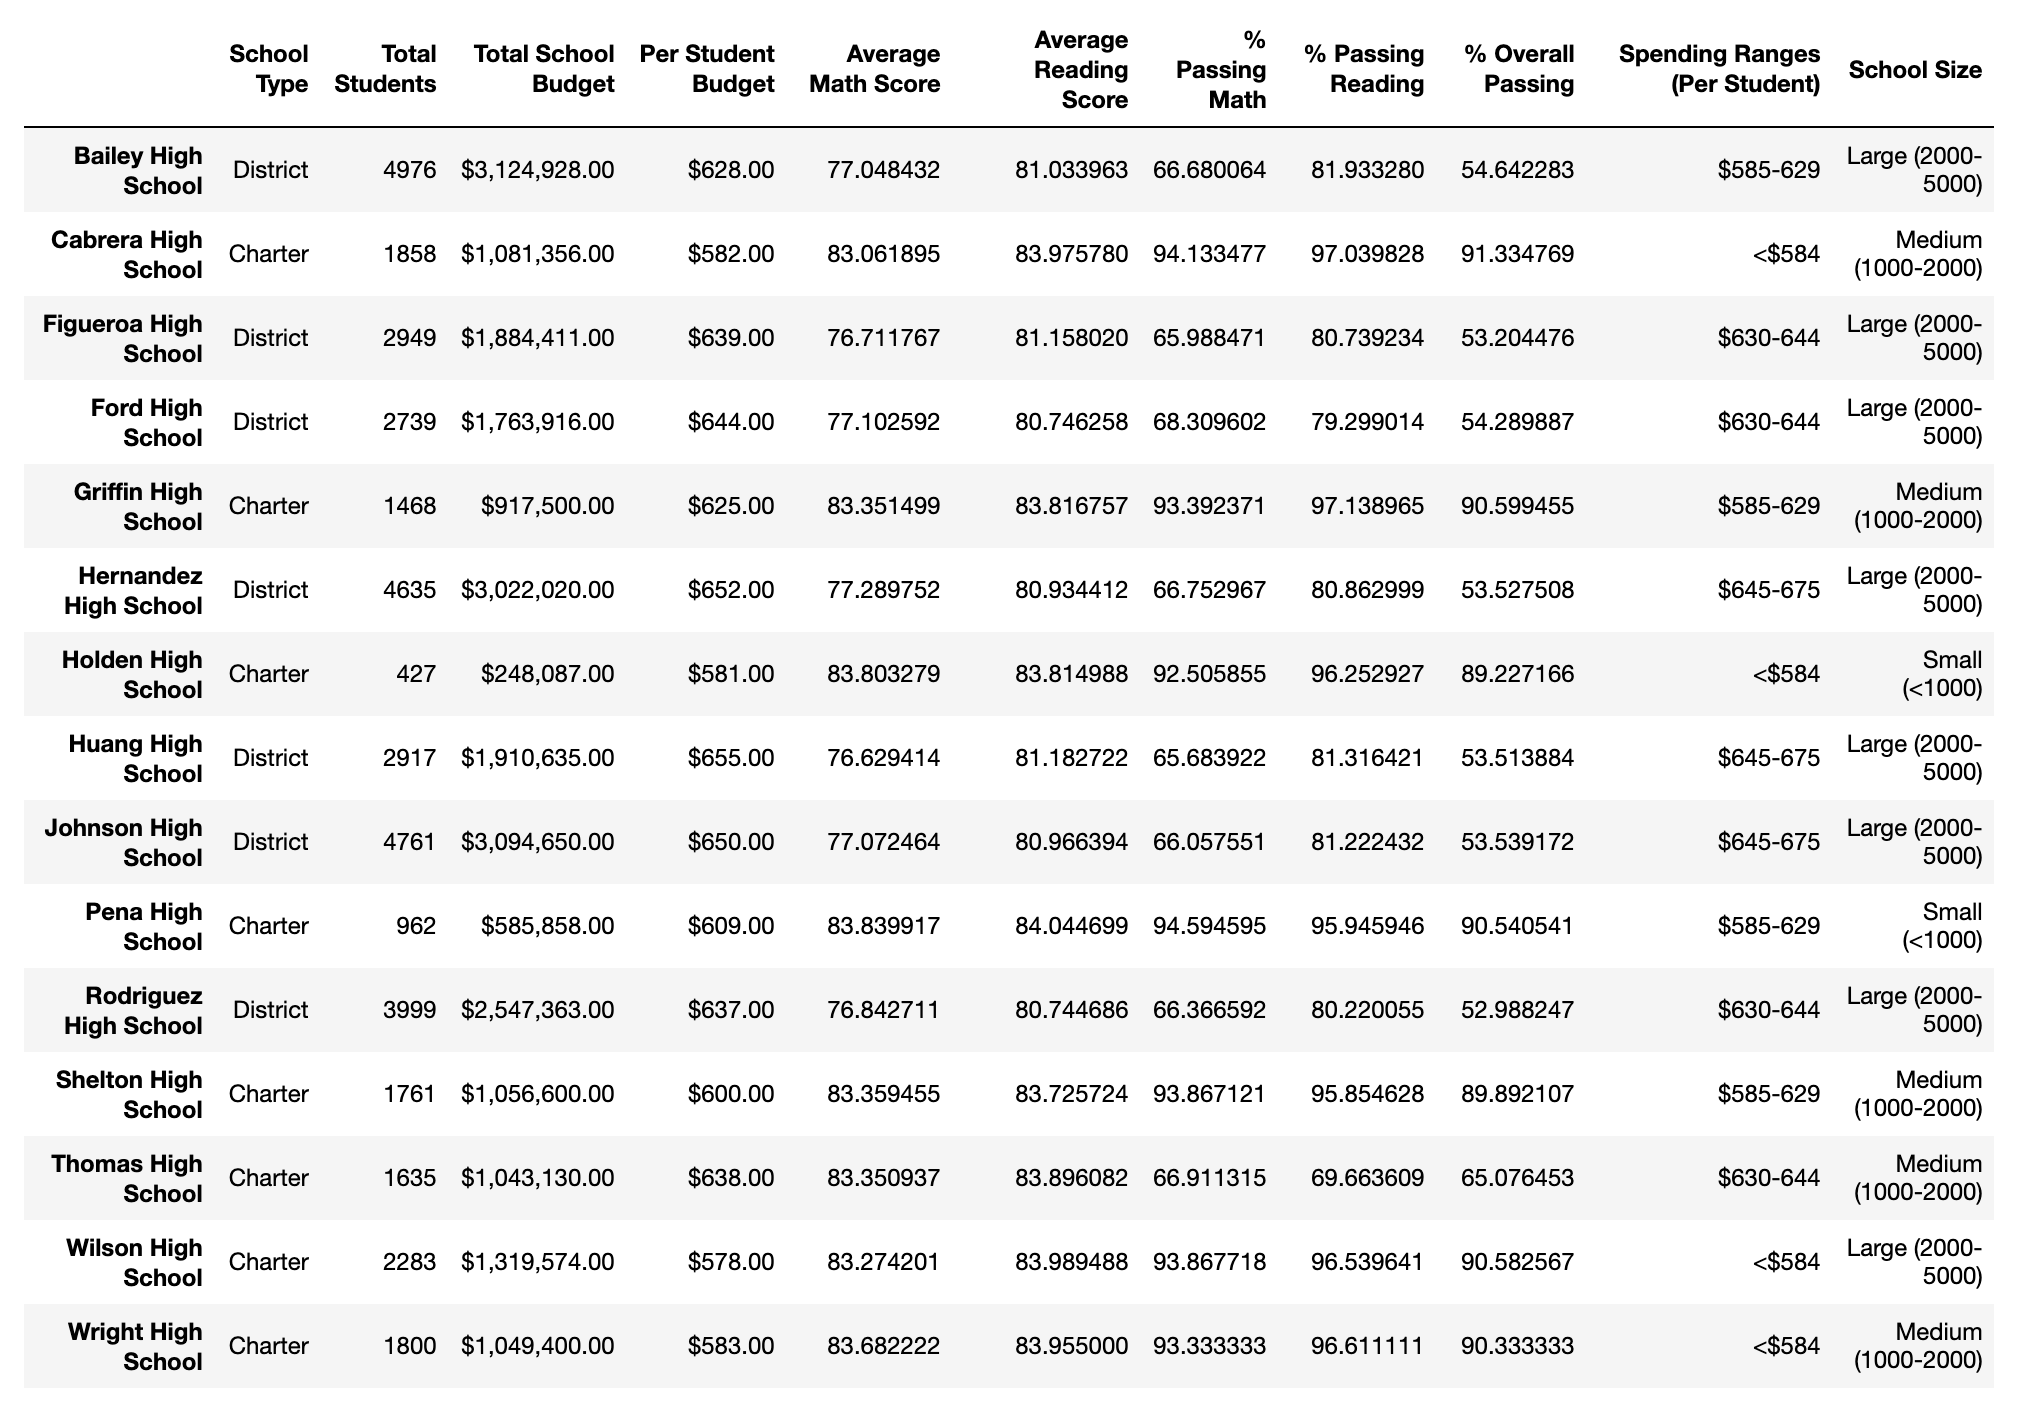 School Type Total Students Total School Budget Per Student Budget Average Math Score Average Reading Score % Passing Math % Passing Reading % Overall Passing Spending Ranges (Per Student) School Size
Bailey High School District 4976 $3,124,928.00 $628.00 77.048432 81.033963 66.680064 81.933280 54.642283 $585-629 Large (2000-5000)
Cabrera High School Charter 1858 $1,081,356.00 $582.00 83.061895 83.975780 94.133477 97.039828 91.334769 <$584 Medium (1000-2000)
Figueroa High School District 2949 $1,884,411.00 $639.00 76.711767 81.158020 65.988471 80.739234 53.204476 $630-644 Large (2000-5000)
Ford High School District 2739 $1,763,916.00 $644.00 77.102592 80.746258 68.309602 79.299014 54.289887 $630-644 Large (2000-5000)
Griffin High School Charter 1468 $917,500.00 $625.00 83.351499 83.816757 93.392371 97.138965 90.599455 $585-629 Medium (1000-2000)
Hernandez High School District 4635 $3,022,020.00 $652.00 77.289752 80.934412 66.752967 80.862999 53.527508 $645-675 Large (2000-5000)
Holden High School Charter 427 $248,087.00 $581.00 83.803279 83.814988 92.505855 96.252927 89.227166 <$584 Small (<1000)
Huang High School District 2917 $1,910,635.00 $655.00 76.629414 81.182722 65.683922 81.316421 53.513884 $645-675 Large (2000-5000)
Johnson High School District 4761 $3,094,650.00 $650.00 77.072464 80.966394 66.057551 81.222432 53.539172 $645-675 Large (2000-5000)
Pena High School Charter 962 $585,858.00 $609.00 83.839917 84.044699 94.594595 95.945946 90.540541 $585-629 Small (<1000)
Rodriguez High School District 3999 $2,547,363.00 $637.00 76.842711 80.744686 66.366592 80.220055 52.988247 $630-644 Large (2000-5000)
Shelton High School Charter 1761 $1,056,600.00 $600.00 83.359455 83.725724 93.867121 95.854628 89.892107 $585-629 Medium (1000-2000)
Thomas High School Charter 1635 $1,043,130.00 $638.00 83.350937 83.896082 66.911315 69.663609 65.076453 $630-644 Medium (1000-2000)
Wilson High School Charter 2283 $1,319,574.00 $578.00 83.274201 83.989488 93.867718 96.539641 90.582567 <$584 Large (2000-5000)
Wright High School Charter 1800 $1,049,400.00 $583.00 83.682222 83.955000 93.333333 96.611111 90.333333 <$584 Medium (1000-2000)